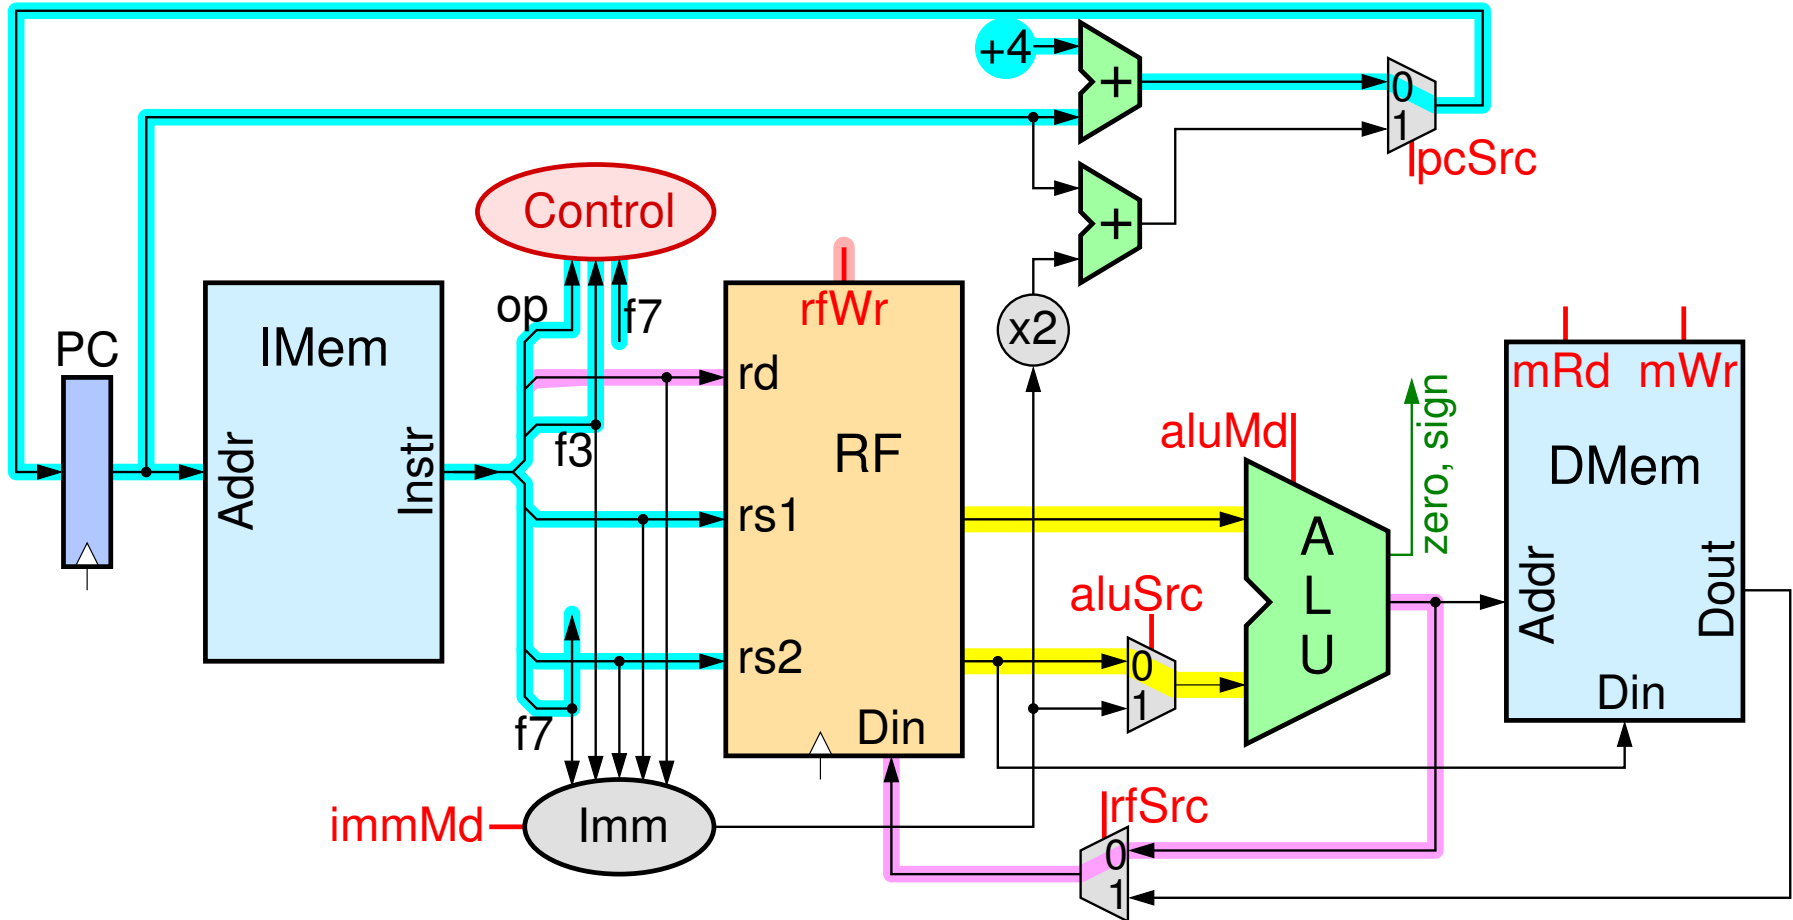 +4
+
0
1
pcSrc
Control
+
op
f7
rfWr
x2
PC
IMem
Addr
Instr
rd
f3
RF
rs1
rs2
Din
f7
immMd
Imm
aluMd
zero, sign
aluSrc
0
1
A
L
U
mRd mWr
DMem
Addr
Dout
Din
rfSrc
0
1